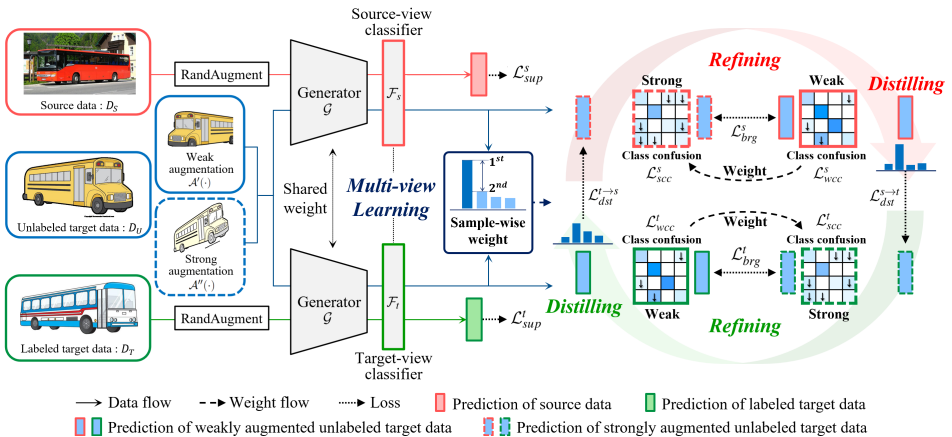 Source-view
classifier
Source data : D_S
RandAugment
Generator
𝒢
ℱ_s
ℒ^s_sup
Weak
augmentation
𝒜′(·)
Unlabeled target data : D_U
Strong
augmentation
𝒜″(·)
Shared
weight
Multi-view
Learning
1st
2nd
Sample-wise
weight
Labeled target data : D_T
RandAugment
Generator
𝒢
ℱ_t
ℒ^t_sup
Target-view
classifier
Refining
Distilling
Strong
Weak
ℒ^s_brg
Class confusion
Class confusion
ℒ^s_scc
Weight
ℒ^s_wcc
ℒ^{t→s}_dst
ℒ^{s→t}_dst
ℒ^t_wcc
Weight
ℒ^t_scc
Class confusion
Class confusion
ℒ^t_brg
Weak
Strong
Distilling
Refining
Data flow
Weight flow
Loss
Prediction of source data
Prediction of labeled target data
Prediction of weakly augmented unlabeled target data
Prediction of strongly augmented unlabeled target data